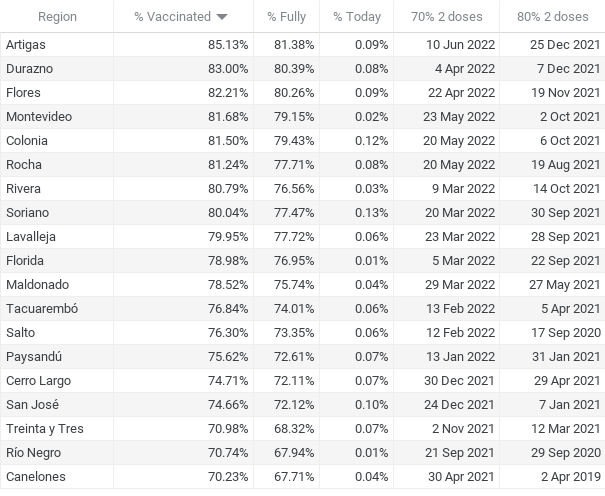 Region % Vaccinated % Fully % Today 70% 2 doses 80% 2 doses
Artigas 85.13% 81.38% 0.09% 10 Jun 2022 25 Dec 2021
Durazno 83.00% 80.39% 0.08% 4 Apr 2022 7 Dec 2021
Flores 82.21% 80.26% 0.09% 22 Apr 2022 19 Nov 2021
Montevideo 81.68% 79.15% 0.02% 23 May 2022 2 Oct 2021
Colonia 81.50% 79.43% 0.12% 20 May 2022 6 Oct 2021
Rocha 81.24% 77.71% 0.08% 20 May 2022 19 Aug 2021
Rivera 80.79% 76.56% 0.03% 9 Mar 2022 14 Oct 2021
Soriano 80.04% 77.47% 0.13% 20 Mar 2022 30 Sep 2021
Lavalleja 79.95% 77.72% 0.06% 23 Mar 2022 28 Sep 2021
Florida 78.98% 76.95% 0.01% 5 Mar 2022 22 Sep 2021
Maldonado 78.52% 75.74% 0.04% 29 Mar 2022 27 May 2021
Tacuarembó 76.84% 74.01% 0.06% 13 Feb 2022 5 Apr 2021
Salto 76.30% 73.35% 0.06% 12 Feb 2022 17 Sep 2020
Paysandú 75.62% 72.61% 0.07% 13 Jan 2022 31 Jan 2021
Cerro Largo 74.71% 72.11% 0.07% 30 Dec 2021 29 Apr 2021
San José 74.66% 72.12% 0.10% 24 Dec 2021 7 Jan 2021
Treinta y Tres 70.98% 68.32% 0.07% 2 Nov 2021 12 Mar 2021
Río Negro 70.74% 67.94% 0.01% 21 Sep 2021 29 Sep 2020
Canelones 70.23% 67.71% 0.04% 30 Apr 2021 2 Apr 2019